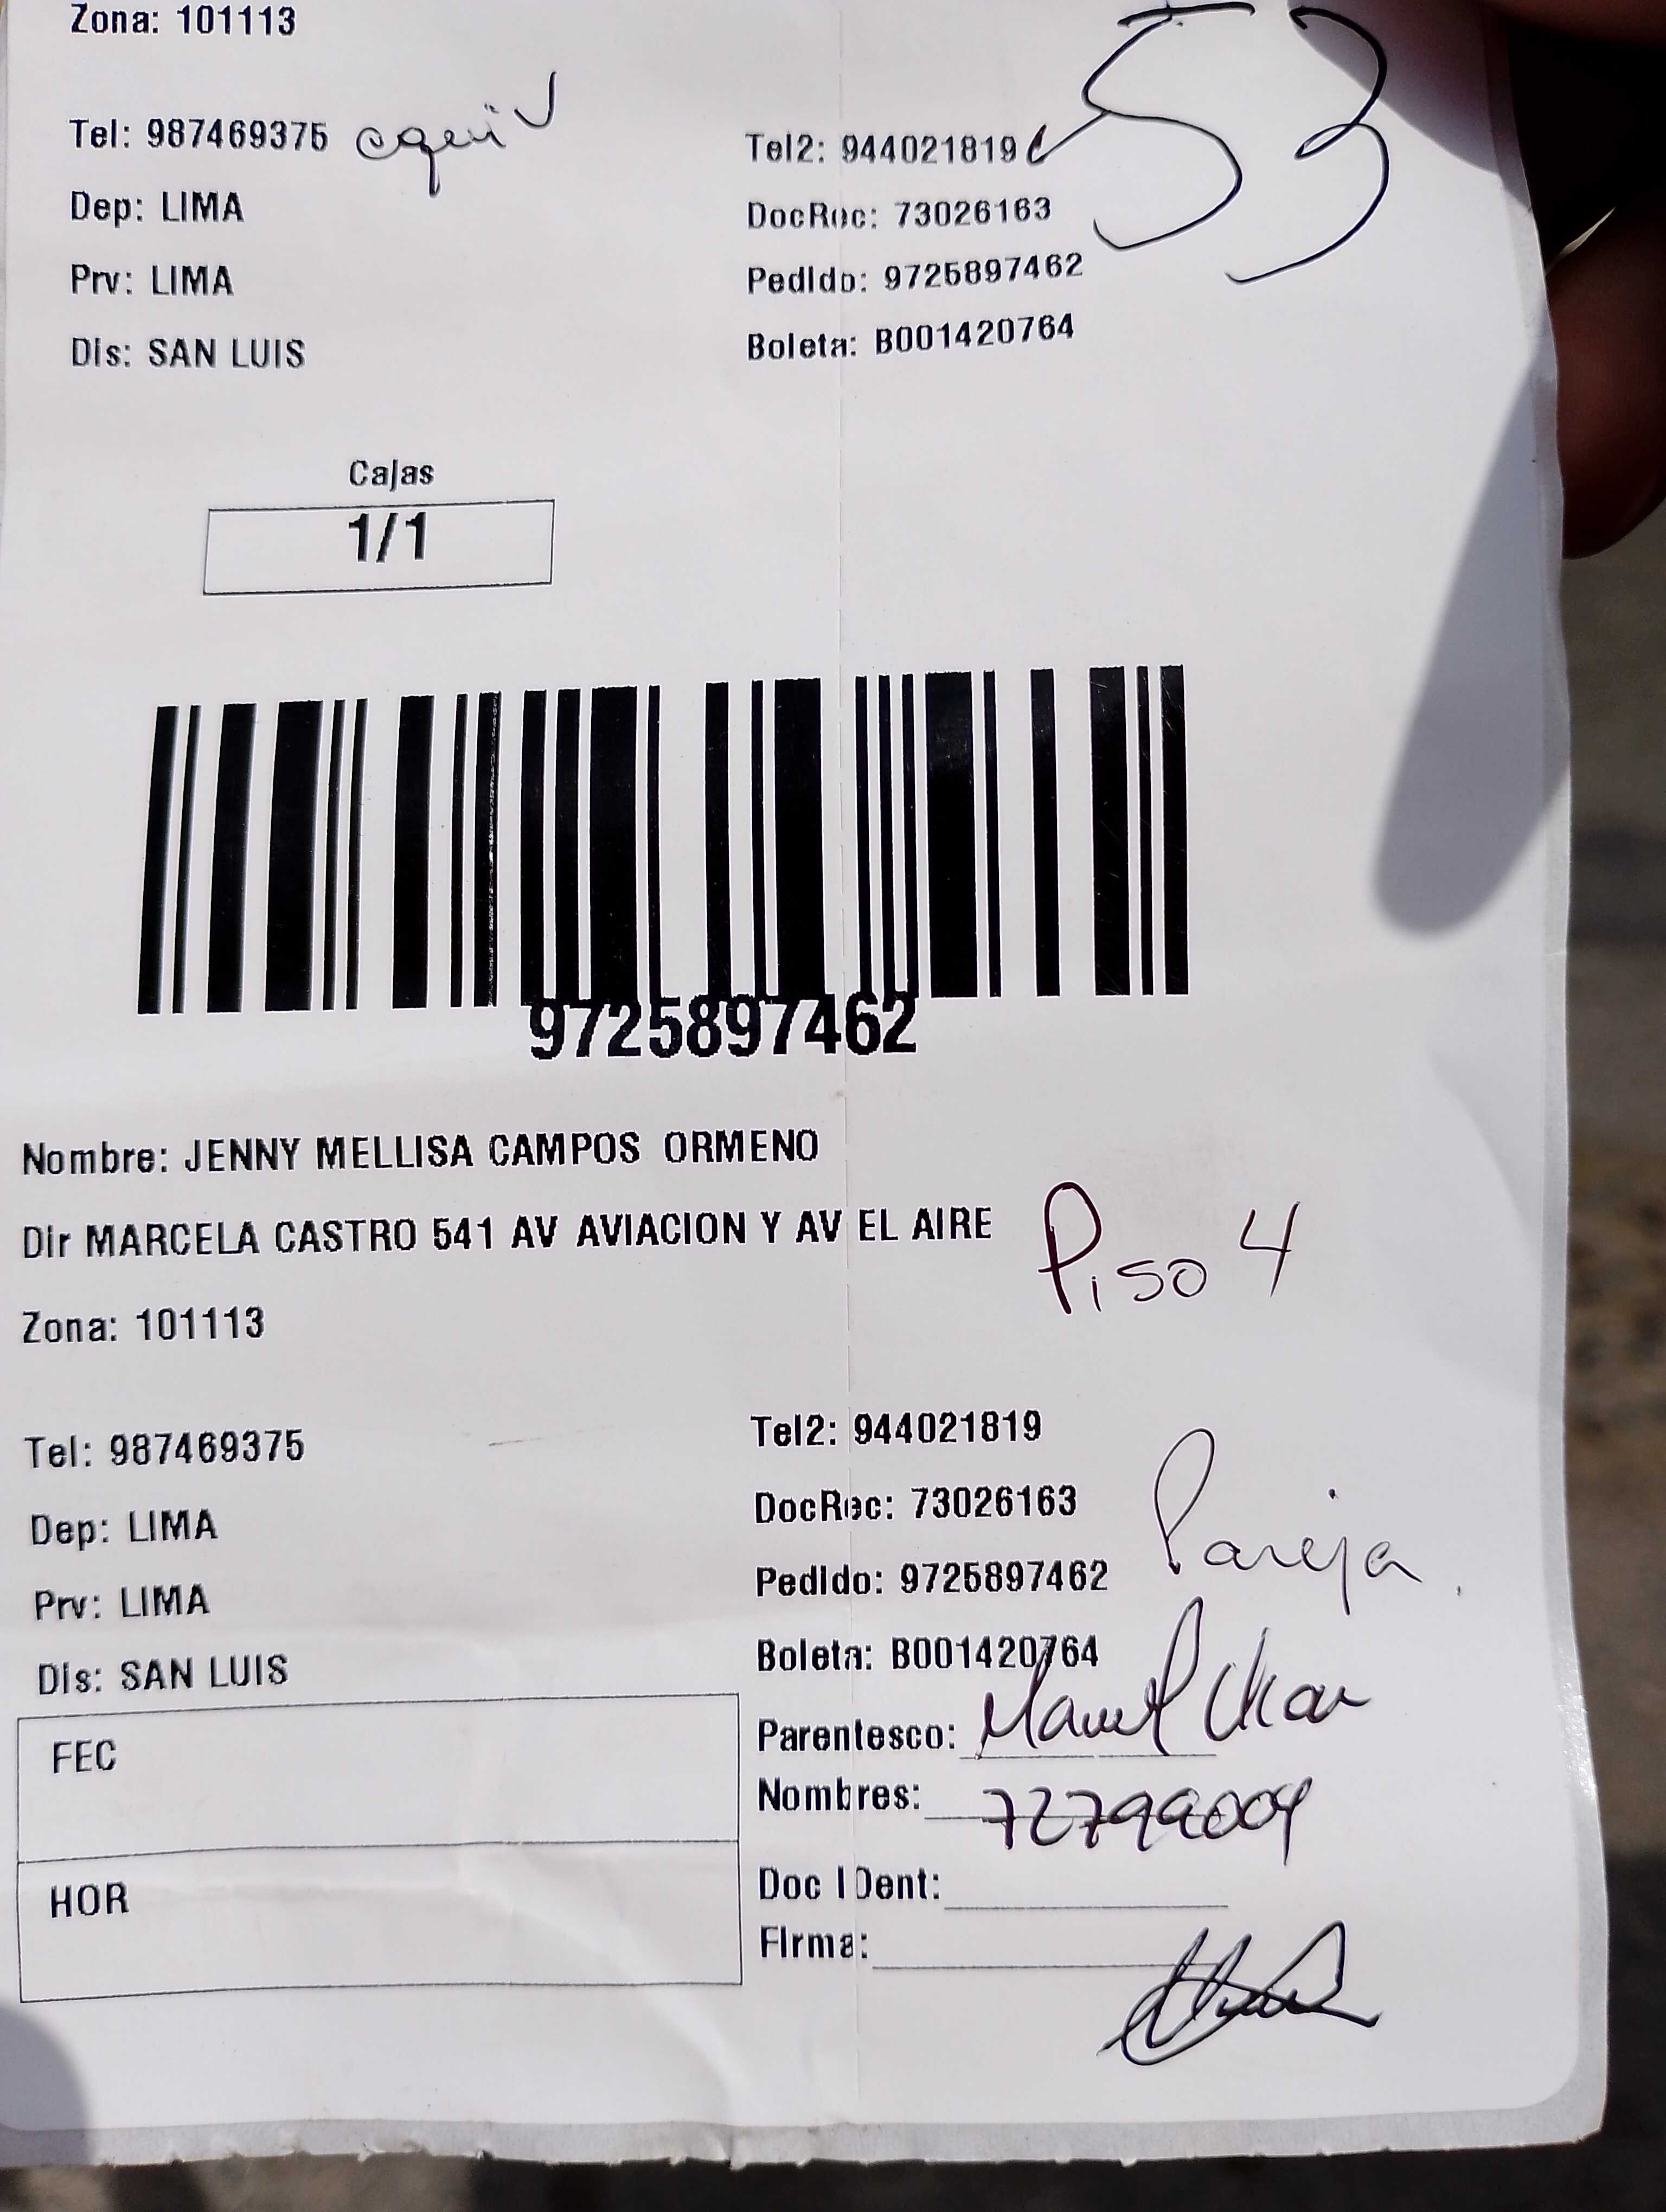 Zona: 101113
53
Tel: 987469375
Tel2: 944021819
Dep: LIMA
DocRec: 73026163
Prv: LIMA
Pedido: 9725897462
Dis: SAN LUIS
Boleta: B001420764
Cajas
1/1
9725897462
Nombre: JENNY MELLISA CAMPOS ORMENO
Dir MARCELA CASTRO 541 AV AVIACION Y AV EL AIRE
Piso 4
Zona: 101113
Tel: 987469375
Tel2: 944021819
Dep: LIMA
DocRec: 73026163
Pareja
Prv: LIMA
Pedido: 9725897462
Dis: SAN LUIS
Boleta: B001420764
FEC
Parentesco: Manuel
Nombres: 72799009
HOR
Doc IDent:
Firma: